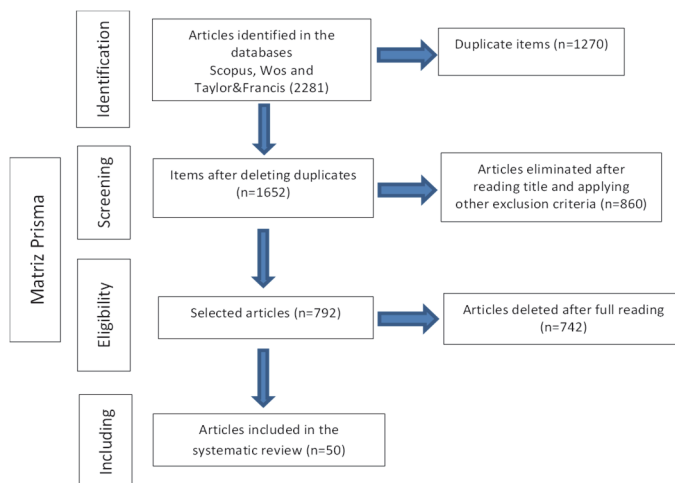 Matriz Prisma
Identification
Articles identified in the
databases
Scopus, Wos and
Taylor&Francis (2281)
Duplicate items (n=1270)
Screening
Items after deleting duplicates
(n=1652)
Articles eliminated after
reading title and applying
other exclusion criteria (n=860)
Eligibility
Selected articles (n=792)
Articles deleted after full reading
(n=742)
Including
Articles included in the
systematic review (n=50)